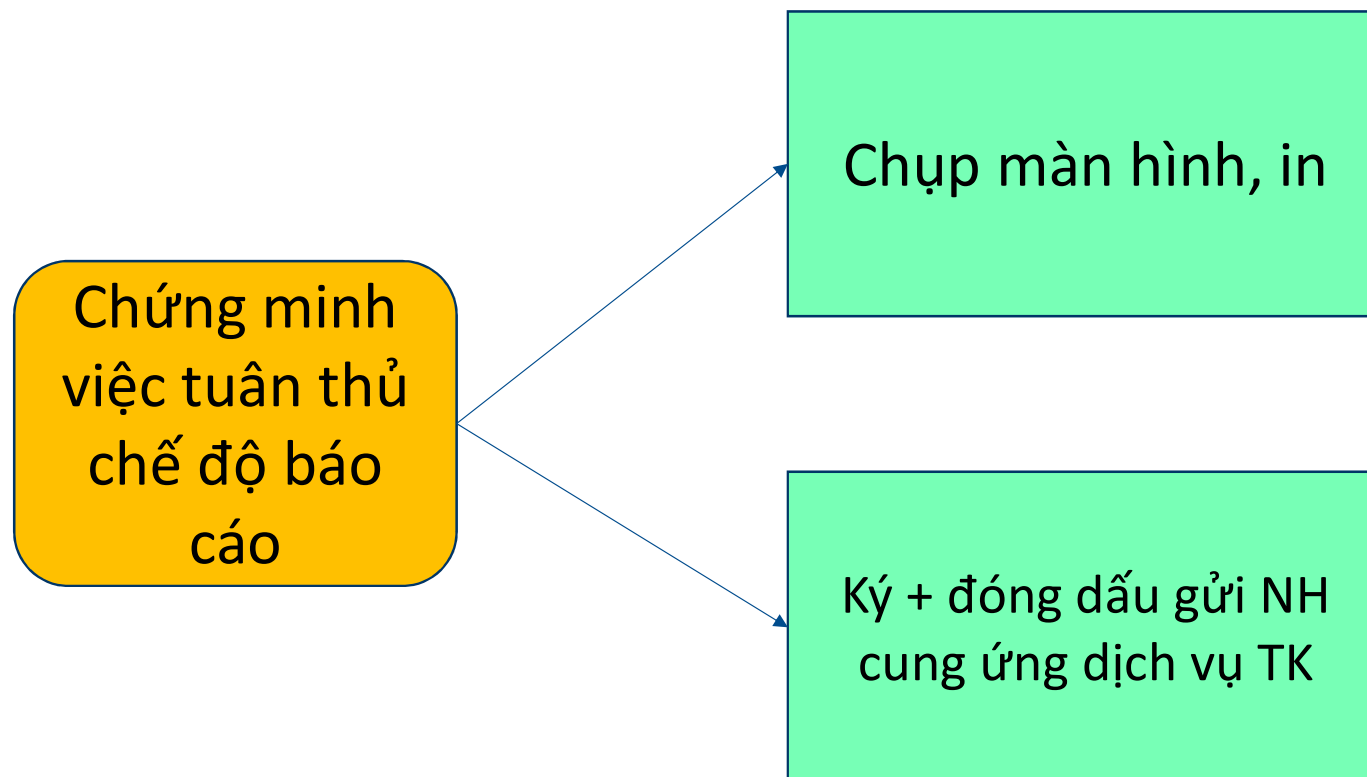 Chứng minh
việc tuân thủ
chế độ báo
cáo
Chụp màn hình, in
Ký + đóng dấu gửi NH
cung ứng dịch vụ TK